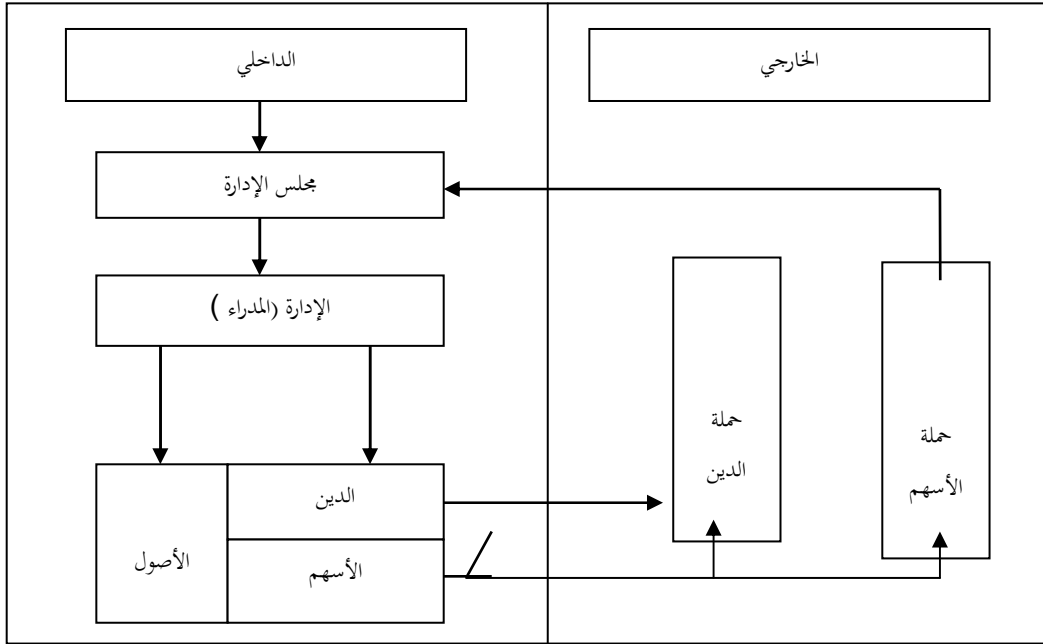 الخارجي
الداخلي
مجلس الإدارة
الإدارة (المدراء )
حملة
الدين
حملة
الأسهم
الدين
الأصول
الأسهم